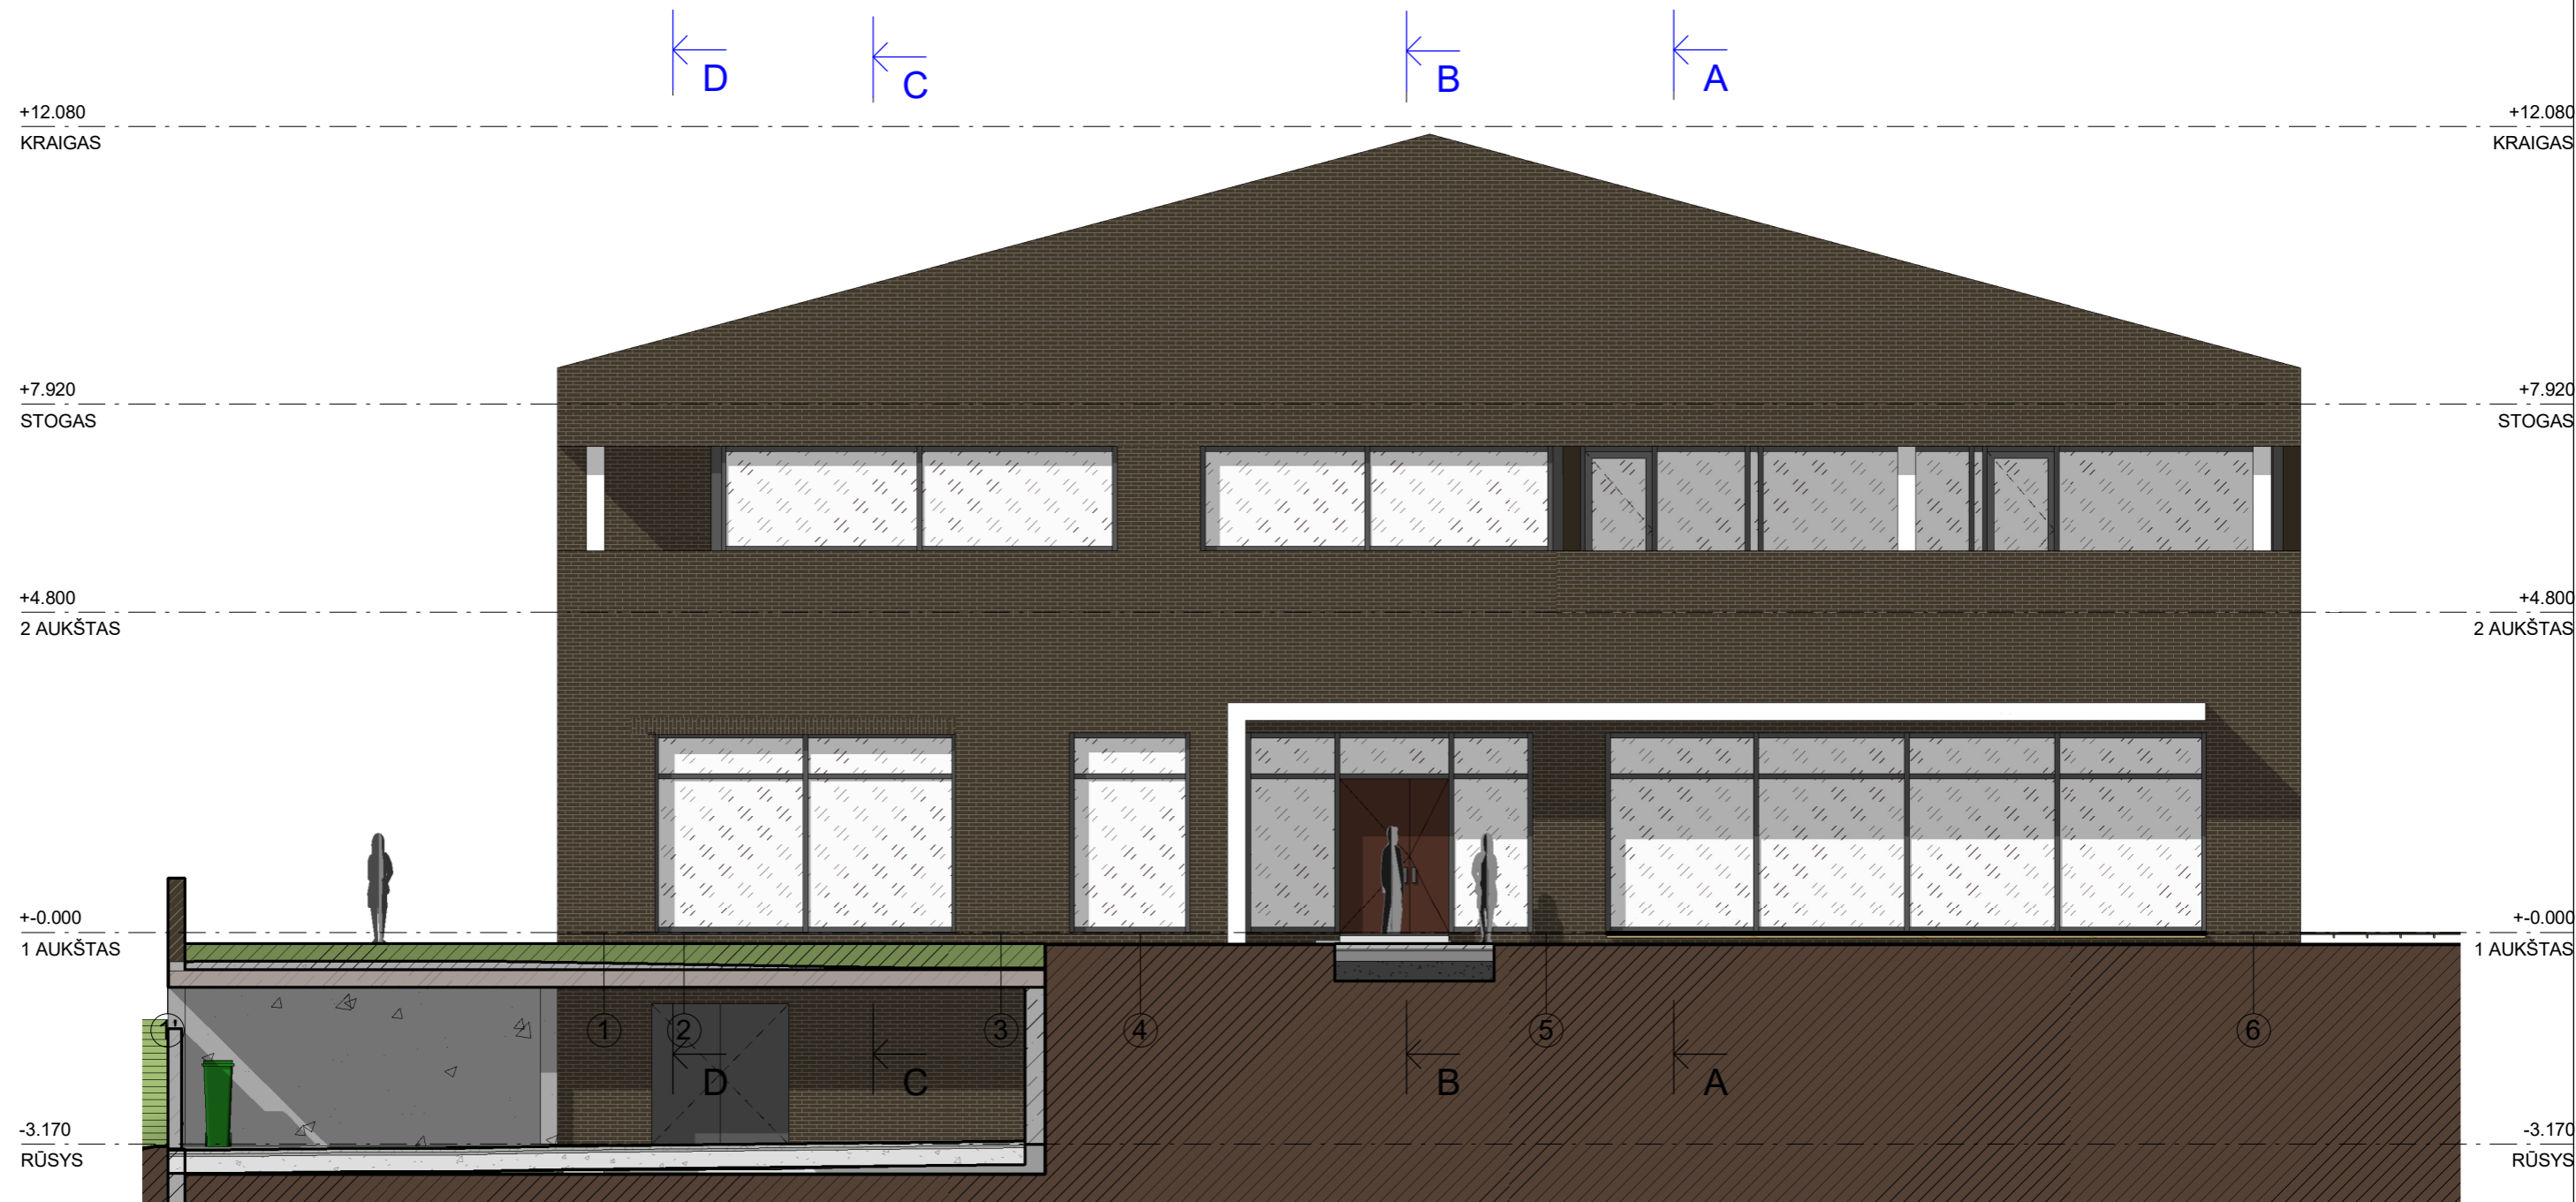 D
C
B
A
+12.080
KRAIGAS
+12.080
KRAIGAS
+7.920
STOGAS
+7.920
STOGAS
+4.800
2 AUKŠTAS
+4.800
2 AUKŠTAS
+-0.000
1 AUKŠTAS
+-0.000
1 AUKŠTAS
1'
1
2
3
4
5
6
D
C
B
A
-3.170
RŪSYS
-3.170
RŪSYS